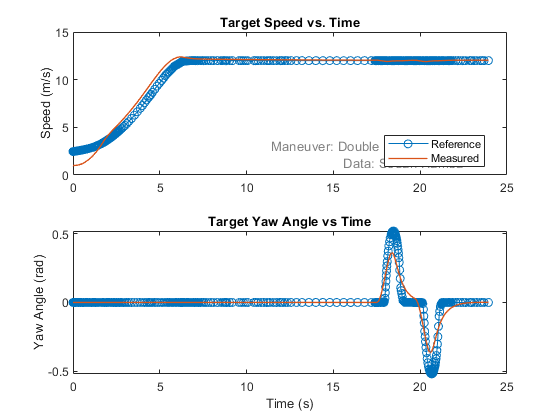 Target Speed vs. Time
15
10
5
0
Speed (m/s)
Maneuver: Double
Data:
Reference
Measured
0 5 10 15 20 25
Target Yaw Angle vs Time
0.5
0
-0.5
Yaw Angle (rad)
0 5 10 15 20 25
Time (s)